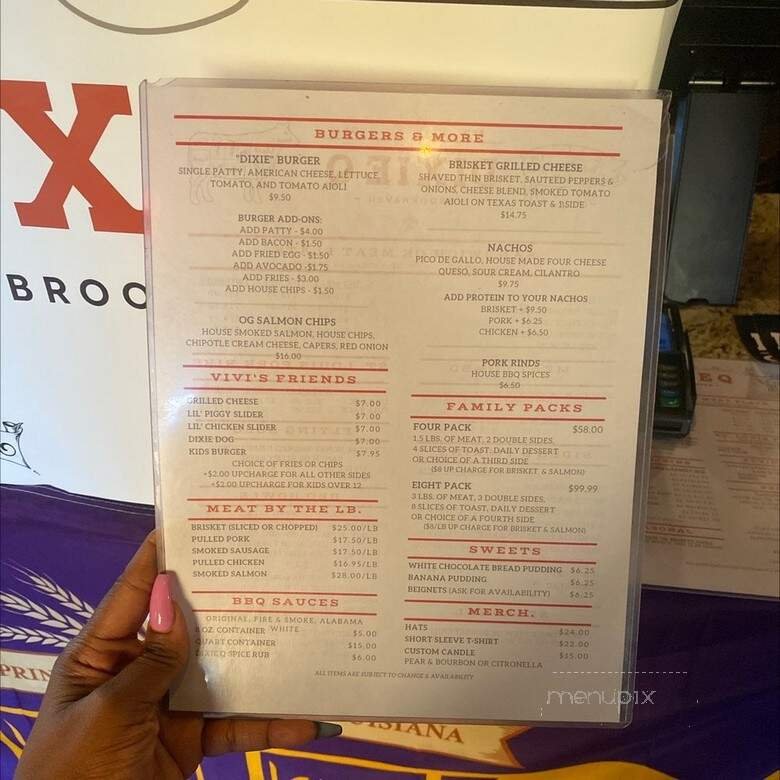 X
BROO
BURGERS & MORE
"DIXIE" BURGER
SINGLE PATTY, AMERICAN CHEESE, LETTUCE,
TOMATO, AND TOMATO AIOLI
$9.50
BURGER ADD-ONS:
ADD PATTY - $4.00
ADD BACON - $1.50
ADD FRIED EGG - $1.50
ADD AVOCADO -$1.75
ADD FRIES - $3.00
ADD HOUSE CHIPS - $1.50
OG SALMON CHIPS
HOUSE SMOKED SALMON, HOUSE CHIPS,
CHIPOTLE CREAM CHEESE, CAPERS, RED ONION
$16.00
VIVI'S FRIENDS
GRILLED CHEESE $7.00
LIL' PIGGY SLIDER $7.00
LIL' CHICKEN SLIDER $7.00
DIXIE DOG $7.00
KIDS BURGER $7.95
CHOICE OF FRIES OR CHIPS
+$2.00 UPCHARGE FOR ALL OTHER SIDES
+$2.00 UPCHARGE FOR KIDS OVER 12
MEAT BY THE LB.
BRISKET (SLICED OR CHOPPED) $25.00/LB
PULLED PORK $17.50/LB
SMOKED SAUSAGE $17.50/LB
PULLED CHICKEN $16.95/LB
SMOKED SALMON $28.00/LB
BBQ SAUCES
ORIGINAL, FIRE & SMOKE, ALABAMA
WHITE
8 OZ. CONTAINER $5.00
QUART CONTAINER $15.00
DIXIE Q SPICE RUB $6.00
BRISKET GRILLED CHEESE
SHAVED THIN BRISKET, SAUTEED PEPPERS &
ONIONS, CHEESE BLEND, SMOKED TOMATO
AIOLI ON TEXAS TOAST & 1SIDE
$14.75
NACHOS
PICO DE GALLO, HOUSE MADE FOUR CHEESE
QUESO, SOUR CREAM, CILANTRO
$9.75
ADD PROTEIN TO YOUR NACHOS
BRISKET + $9.50
PORK + $6.25
CHICKEN + $6.50
PORK RINDS
HOUSE BBQ SPICES
$6.50
FAMILY PACKS
FOUR PACK $58.00
1.5 LBS. OF MEAT, 2 DOUBLE SIDES,
4 SLICES OF TOAST, DAILY DESSERT
OR CHOICE OF A THIRD SIDE
($8 UP CHARGE FOR BRISKET & SALMON)
EIGHT PACK $99.99
3 LBS. OF MEAT, 3 DOUBLE SIDES,
8 SLICES OF TOAST, DAILY DESSERT
OR CHOICE OF A FOURTH SIDE
($8/LB UP CHARGE FOR BRISKET & SALMON)
SWEETS
WHITE CHOCOLATE BREAD PUDDING $6.25
BANANA PUDDING $6.25
BEIGNETS (ASK FOR AVAILABILITY) $6.25
MERCH.
HATS $24.00
SHORT SLEEVE T-SHIRT $22.00
CUSTOM CANDLE $15.00
PEAR & BOURBON OR CITRONELLA
ALL ITEMS ARE SUBJECT TO CHANGE & AVAILABILITY
menupix